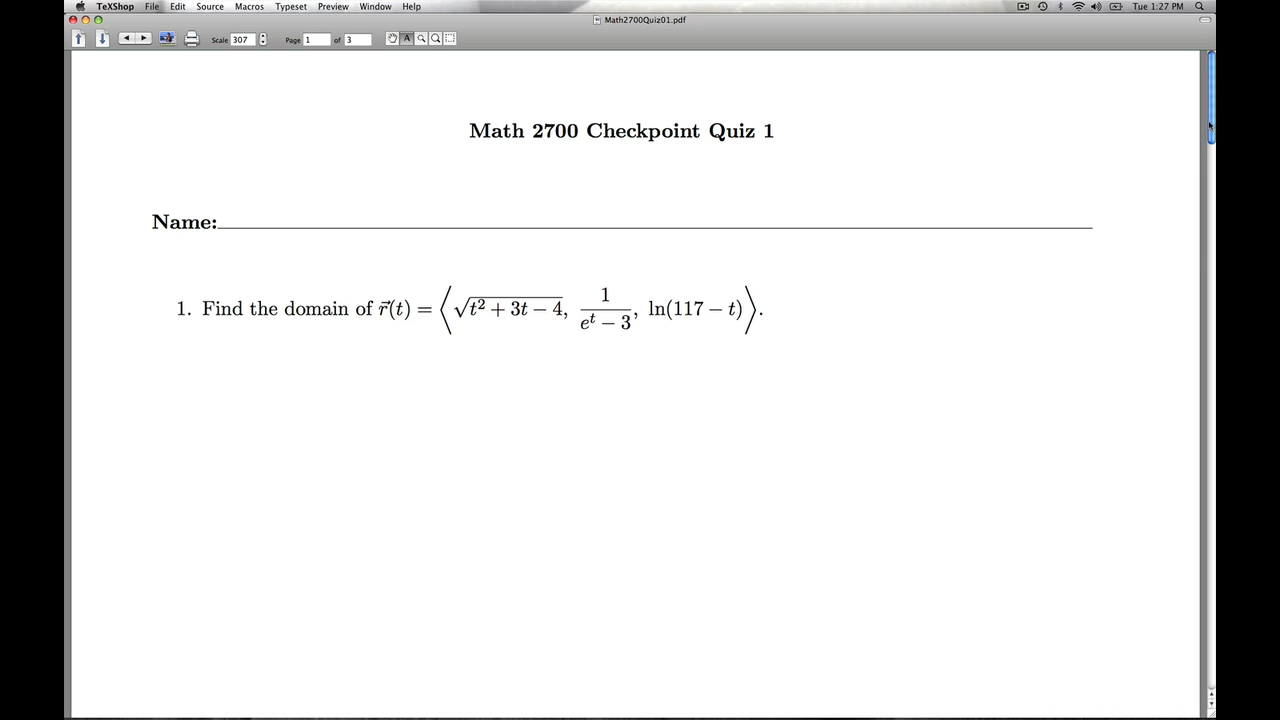 TeXShop File Edit Source Macros Typeset Preview Window Help Tue 1:27 PM
Math2700Quiz01.pdf
Scale 307 Page 1 of 3 A
Math 2700 Checkpoint Quiz 1
Name:
1. Find the domain of r⃗(t) = ⟨√(t² + 3t − 4), 1/(eᵗ − 3), ln(117 − t)⟩.